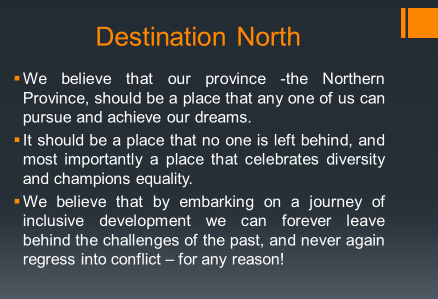 Destination North
▪We believe that our province -the Northern
Province, should be a place that any one of us can
pursue and achieve our dreams.
▪It should be a place that no one is left behind, and
most importantly a place that celebrates diversity
and champions equality.
▪We believe that by embarking on a journey of
inclusive development we can forever leave
behind the challenges of the past, and never again
regress into conflict – for any reason!